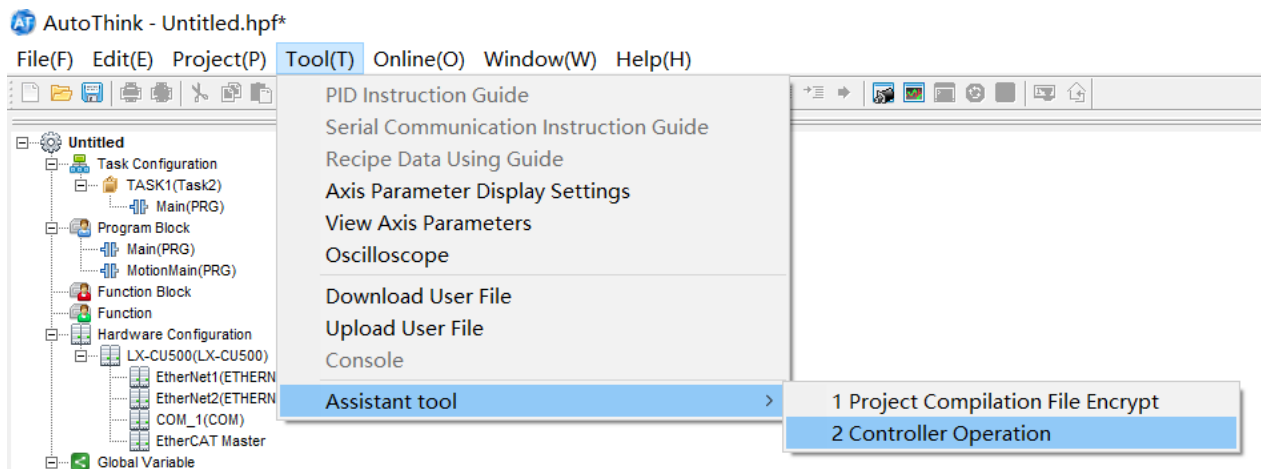 AutoThink - Untitled.hpf*
File(F) Edit(E) Project(P) Tool(T) Online(O) Window(W) Help(H)
PID Instruction Guide
Serial Communication Instruction Guide
Recipe Data Using Guide
Axis Parameter Display Settings
View Axis Parameters
Oscilloscope
Download User File
Upload User File
Console
Assistant tool
1 Project Compilation File Encrypt
2 Controller Operation
Untitled
Task Configuration
TASK1(Task2)
Main(PRG)
Program Block
Main(PRG)
MotionMain(PRG)
Function Block
Function
Hardware Configuration
LX-CU500(LX-CU500)
EtherNet1(ETHERN
EtherNet2(ETHERN
COM_1(COM)
EtherCAT Master
Global Variable